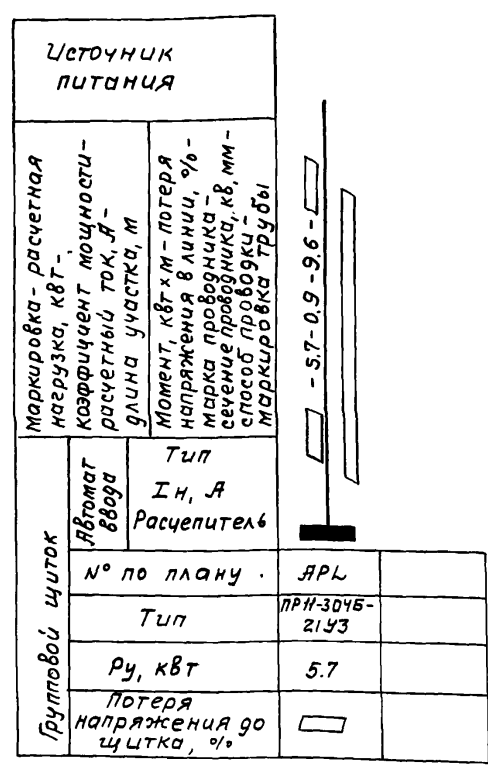 Источник
питания
Маркировка-расчетная
нагрузка, квт-
коэффициент мощности-
расчетный ток, А-
длина участка, м
Момент, квт×м-потеря
напряжения в линии, %-
марка проводника-
сечение проводника, кв, мм-
способ проводки-
маркировка трубы
-5.7-0,9-9,6-
Групповой щиток
Автомат
ввода
Тип
Iн, А
Расцепитель
N° по плану.
APL
Тип
ПР11-3046-
21У3
Ру, квт
5.7
Потеря
напряжения до
щитка, %